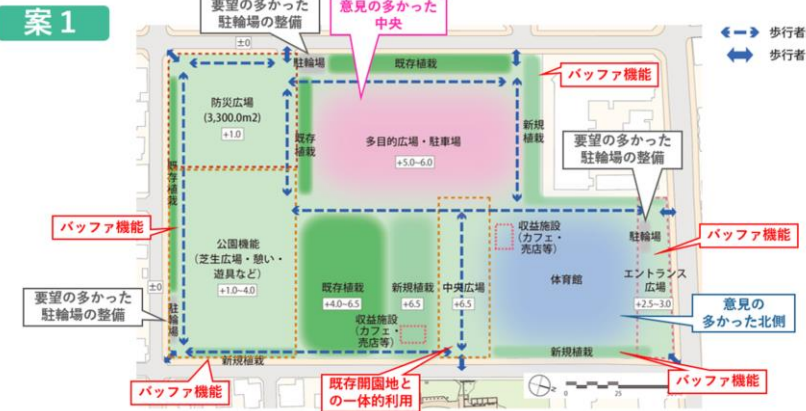 案1
要望の多かった
駐輪場の整備
意見の多かった
中央
歩行者
歩行者
±0
駐輪場
既存植栽
バッファ機能
防災広場
(3,300.0m2)
+1.0
既存
植栽
多目的広場・駐車場
+5.0~6.0
新規
植栽
要望の多かった
駐輪場の整備
既存植栽
バッファ機能
公園機能
(芝生広場・憩い・
遊具など)
+1.0~4.0
収益施設
(カフェ・
売店等)
駐輪場
バッファ機能
±0
要望の多かった
駐輪場の整備
既存植栽
+4.0~6.5
新規植栽
+6.5
中央広場
+6.5
体育館
エントランス
広場
+2.5~3.0
意見の
多かった北側
駐輪場
収益施設
(カフェ・
売店等)
新規植栽
新規植栽
バッファ機能
既存開園地と
の一体的利用
バッファ機能
0
25